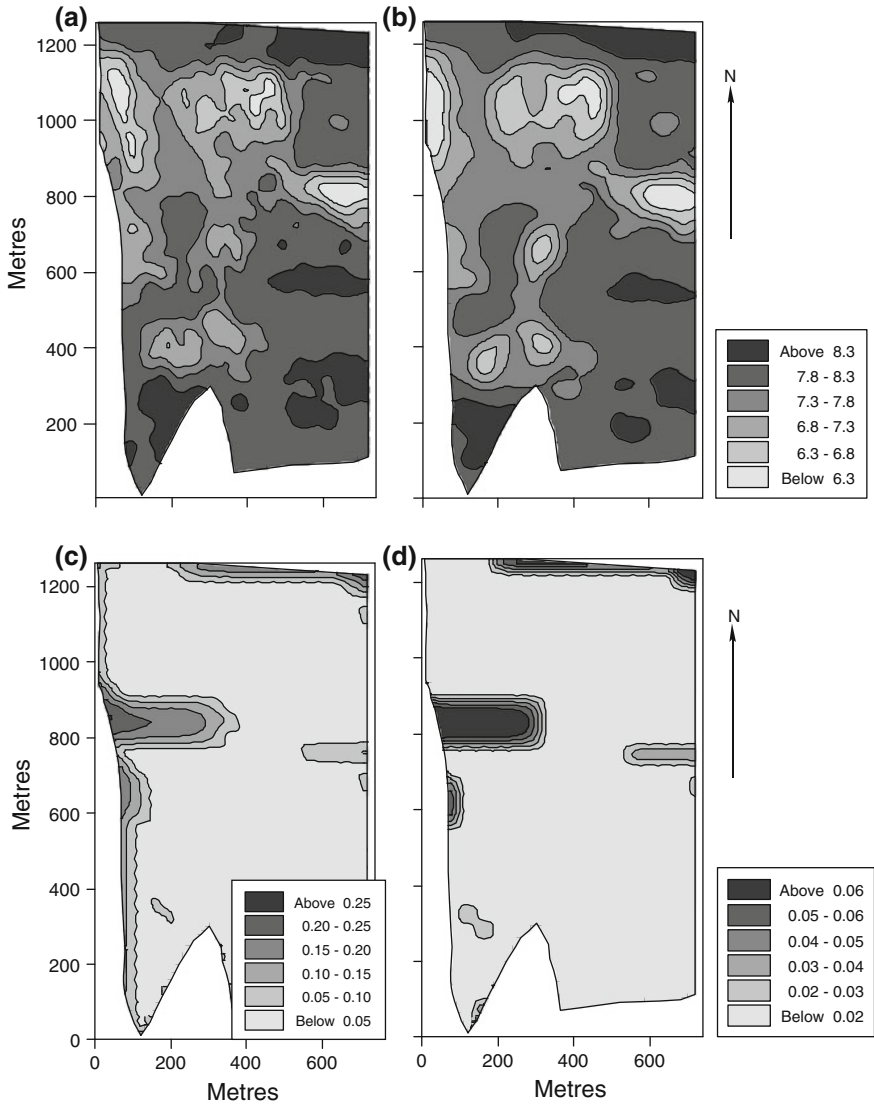 (a)
(b)
1200
1000
800
600
400
200
Metres
200
400
600
N
Above 8.3
7.8 - 8.3
7.3 - 7.8
6.8 - 7.3
6.3 - 6.8
Below 6.3
(c)
(d)
1200
1000
800
600
400
200
0
Metres
N
Above 0.25
0.20 - 0.25
0.15 - 0.20
0.10 - 0.15
0.05 - 0.10
Below 0.05
Above 0.06
0.05 - 0.06
0.04 - 0.05
0.03 - 0.04
0.02 - 0.03
Below 0.02
0 200 400 600
0 200 400 600
Metres
Metres